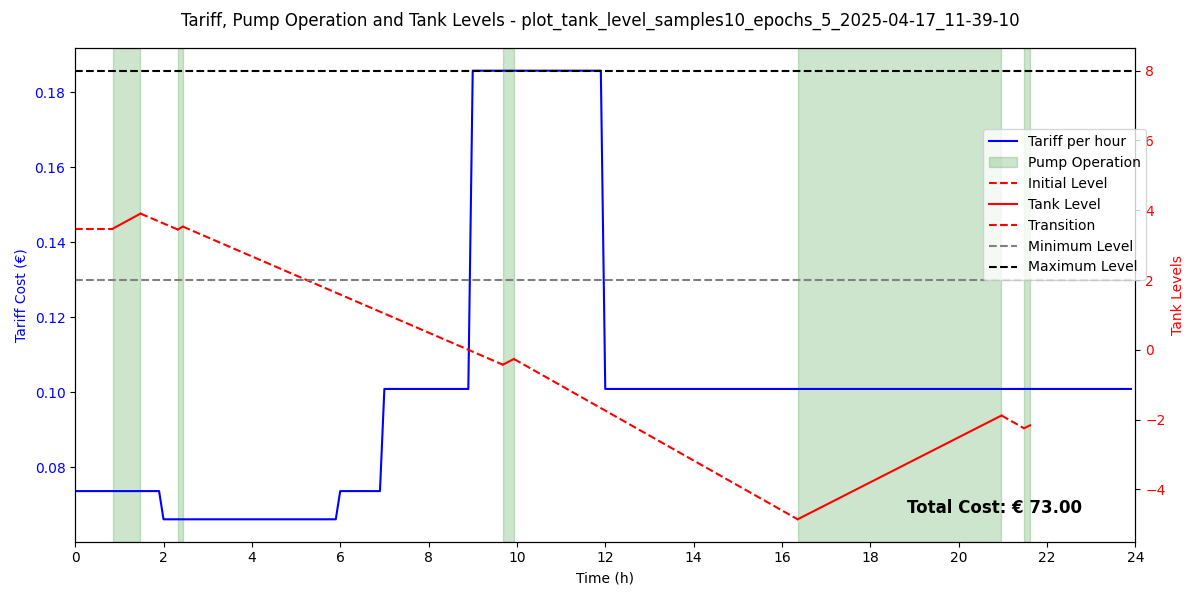 Tariff, Pump Operation and Tank Levels - plot_tank_level_samples10_epochs_5_2025-04-17_11-39-10
Tariff Cost (€)
0.18
0.16
0.14
0.12
0.10
0.08
8
6
4
2
0
−2
−4
Tank Levels
Tariff per hour
Pump Operation
Initial Level
Tank Level
Transition
Minimum Level
Maximum Level
Total Cost: € 73.00
0 2 4 6 8 10 12 14 16 18 20 22 24
Time (h)